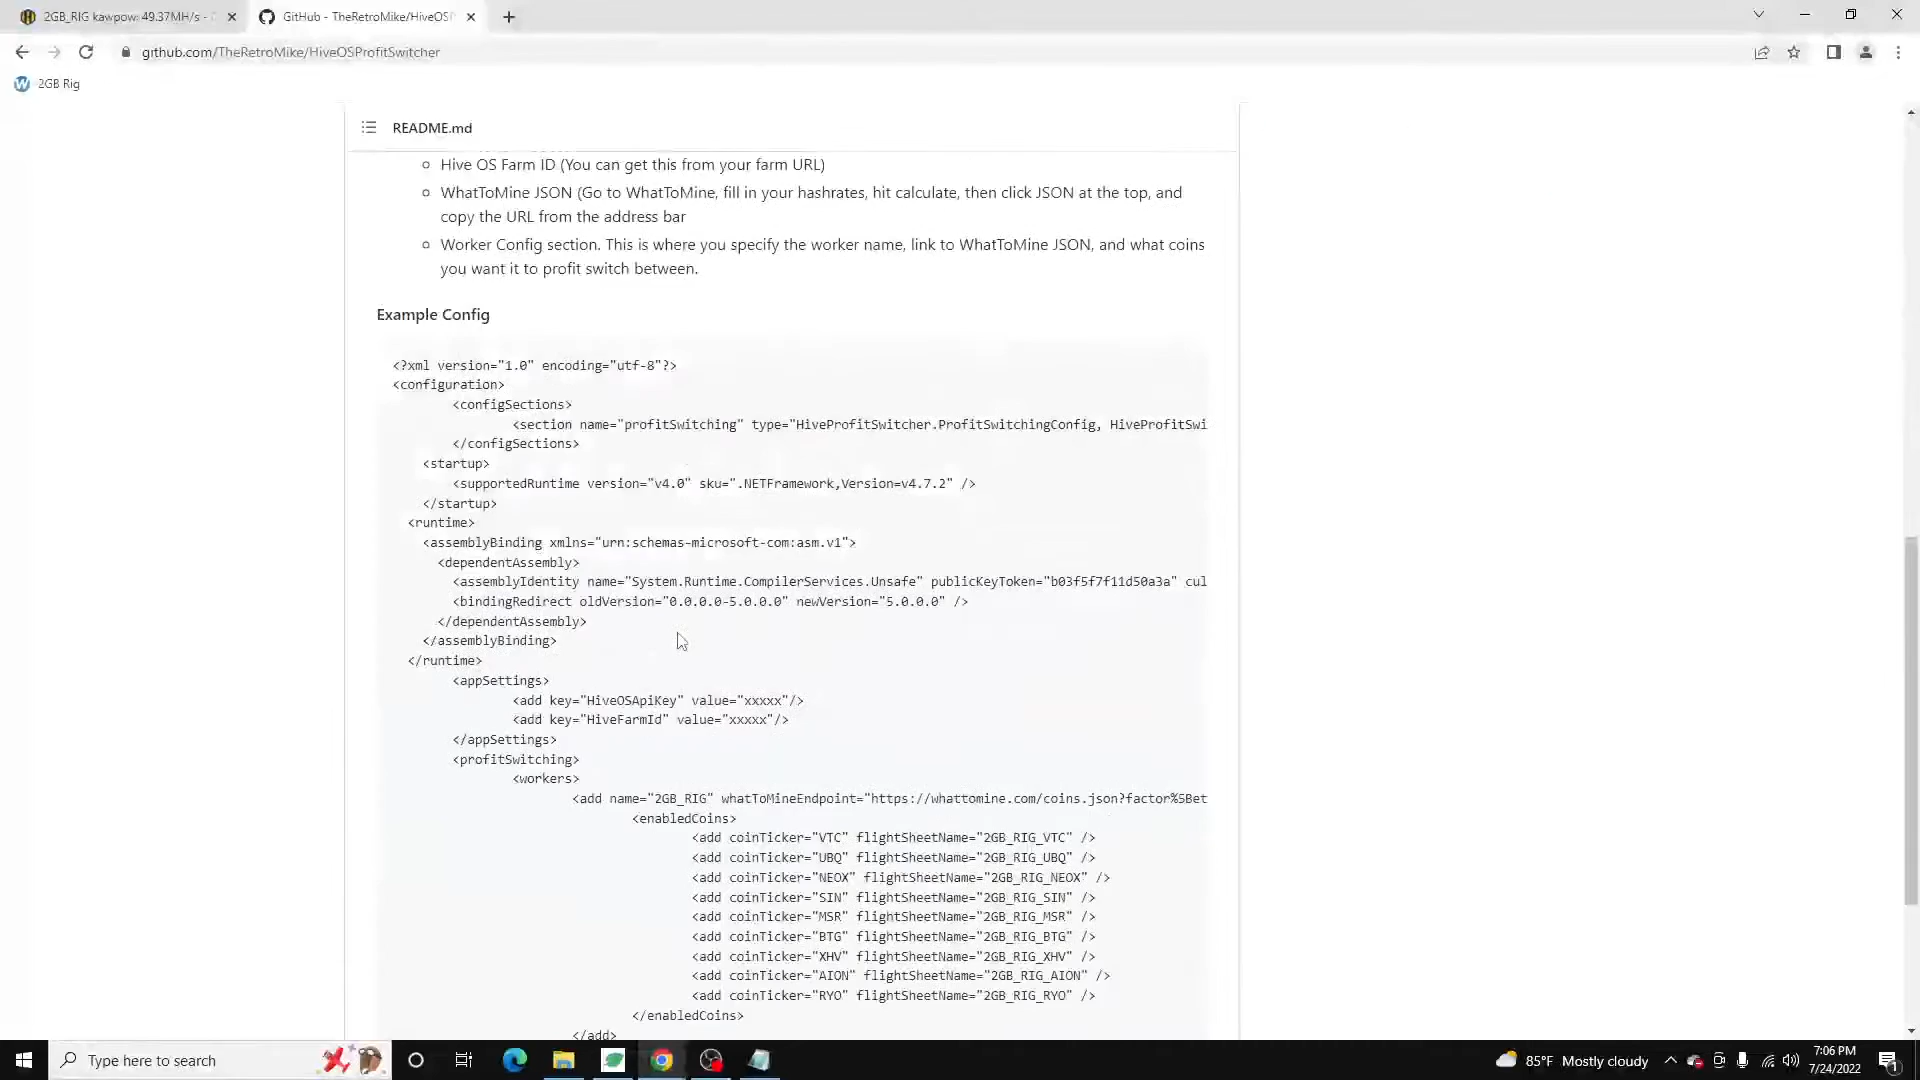 2GB_RIG kawpow: 49.37MH/s -
GitHub - TheRetroMike/HiveOSP
github.com/TheRetroMike/HiveOSProfitSwitcher
2GB Rig
README.md
Hive OS Farm ID (You can get this from your farm URL)
WhatToMine JSON (Go to WhatToMine, fill in your hashrates, hit calculate, then click JSON at the top, and
copy the URL from the address bar
Worker Config section. This is where you specify the worker name, link to WhatToMine JSON, and what coins
you want it to profit switch between.
Example Config
<?xml version="1.0" encoding="utf-8"?>
<configuration>
<configSections>
<section name="profitSwitching" type="HiveProfitSwitcher.ProfitSwitchingConfig, HiveProfitSwi
</configSections>
<startup>
<supportedRuntime version="v4.0" sku=".NETFramework,Version=v4.7.2" />
</startup>
<runtime>
<assemblyBinding xmlns="urn:schemas-microsoft-com:asm.v1">
<dependentAssembly>
<assemblyIdentity name="System.Runtime.CompilerServices.Unsafe" publicKeyToken="b03f5f7f11d50a3a" cul
<bindingRedirect oldVersion="0.0.0.0-5.0.0.0" newVersion="5.0.0.0" />
</dependentAssembly>
</assemblyBinding>
</runtime>
<appSettings>
<add key="HiveOSApiKey" value="xxxxx"/>
<add key="HiveFarmId" value="xxxxx"/>
</appSettings>
<profitSwitching>
<workers>
<add name="2GB_RIG" whatToMineEndpoint="https://whattomine.com/coins.json?factor%5Bet
<enabledCoins>
<add coinTicker="VTC" flightSheetName="2GB_RIG_VTC" />
<add coinTicker="UBQ" flightSheetName="2GB_RIG_UBQ" />
<add coinTicker="NEOX" flightSheetName="2GB_RIG_NEOX" />
<add coinTicker="SIN" flightSheetName="2GB_RIG_SIN" />
<add coinTicker="MSR" flightSheetName="2GB_RIG_MSR" />
<add coinTicker="BTG" flightSheetName="2GB_RIG_BTG" />
<add coinTicker="XHV" flightSheetName="2GB_RIG_XHV" />
<add coinTicker="AION" flightSheetName="2GB_RIG_AION" />
<add coinTicker="RYO" flightSheetName="2GB_RIG_RYO" />
</enabledCoins>
</add>
Type here to search
85°F Mostly cloudy
7:06 PM
7/24/2022
1